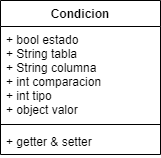 Condicion
+ bool estado
+ String tabla
+ String columna
+ int comparacion
+ int tipo
+ object valor
+ getter & setter